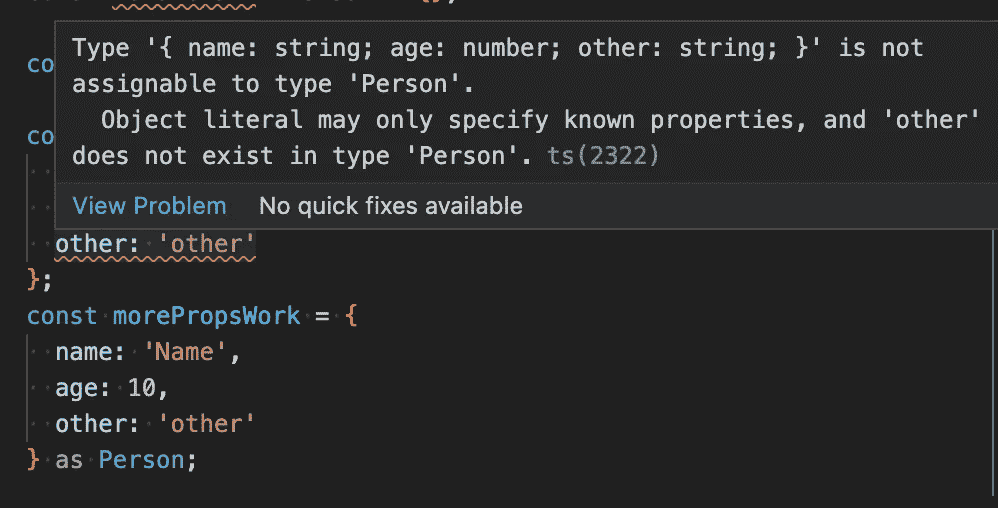 Type '{ name: string; age: number; other: string; }' is not
co
assignable to type 'Person'.
Object literal may only specify known properties, and 'other'
co
does not exist in type 'Person'. ts(2322)
View Problem No quick fixes available
other: 'other'
};
const morePropsWork = {
name: 'Name',
age: 10,
other: 'other'
} as Person;